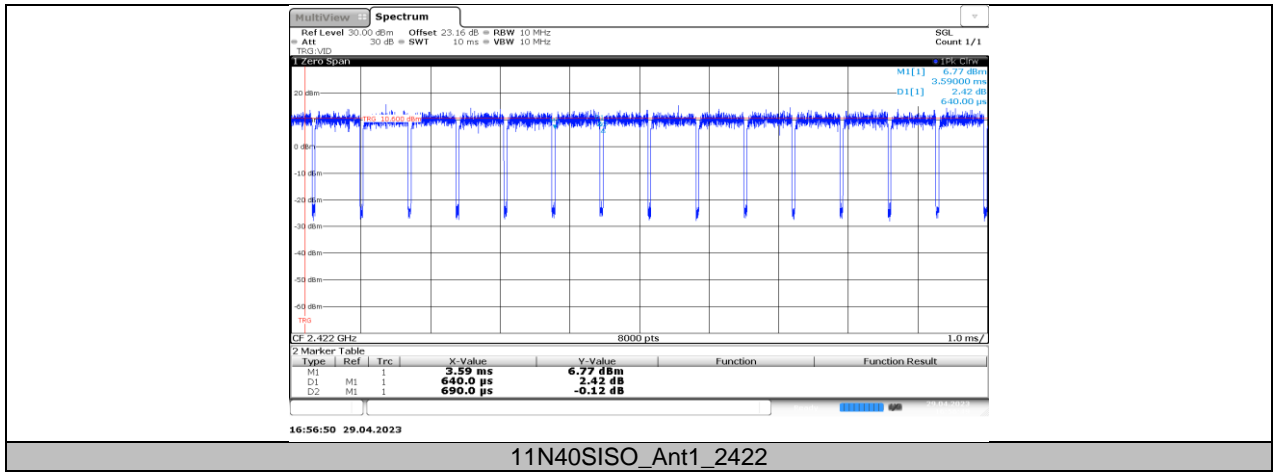 MultiView Spectrum
Ref Level 30.00 dBm Offset 23.16 dB RBW 10 MHz SGL
Att 30 dB SWT 10 ms VBW 10 MHz Count 1/1
TRG:VID
1 Zero Span 1Pk Clrw
M1[1] 6.77 dBm
3.59000 ms
20 dBm D1[1] 2.42 dB
640.00 µs
TRG 10.600 dBm
0 dBm
-10 dBm
-20 dBm
-30 dBm
-40 dBm
-50 dBm
-60 dBm
TRG
CF 2.422 GHz 8000 pts 1.0 ms/
2 Marker Table
Type Ref Trc X-Value Y-Value Function Function Result
M1 1 3.59 ms 6.77 dBm
D1 M1 1 640.0 µs 2.42 dB
D2 M1 1 690.0 µs -0.12 dB
29.04.2023
16:56:50 29.04.2023
11N40SISO_Ant1_2422